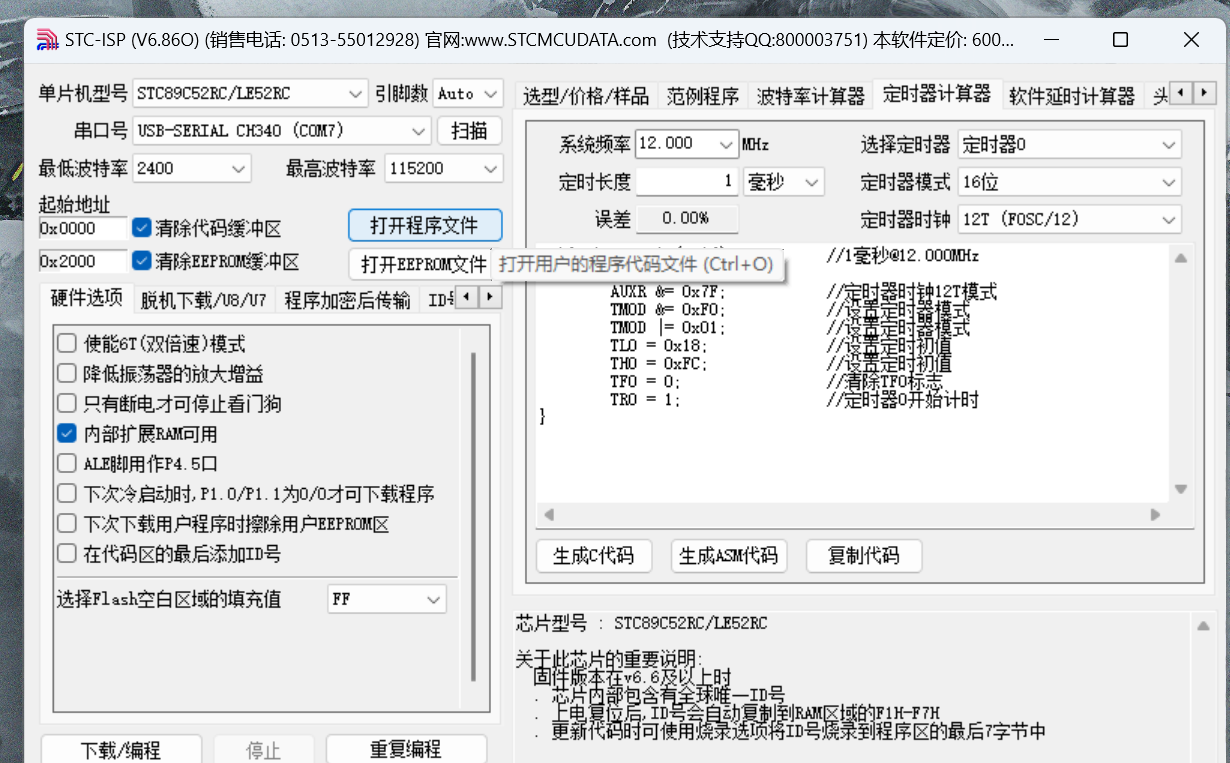 STC-ISP (V6.86O) (销售电话: 0513-55012928) 官网:www.STCMCUDATA.com (技术支持QQ:800003751) 本软件定价: 600...
单片机型号 STC89C52RC/LE52RC 引脚数 Auto
串口号 USB-SERIAL CH340 (COM7) 扫描
最低波特率 2400 最高波特率 115200
起始地址
0x0000 清除代码缓冲区 打开程序文件
0x2000 清除EEPROM缓冲区 打开EEPROM文件
打开用户的程序代码文件 (Ctrl+O)
硬件选项 脱机下载/U8/U7 程序加密后传输
使能6T(双倍速)模式
降低振荡器的放大增益
只有断电才可停止看门狗
内部扩展RAM可用
ALE脚用作P4.5口
下次冷启动时,P1.0/P1.1为0/0才可下载程序
下次下载用户程序时擦除用户EEPROM区
在代码区的最后添加ID号
选择Flash空白区域的填充值 FF
下载/编程 停止 重复编程
选型/价格/样品 范例程序 波特率计算器 定时器计算器 软件延时计算器 头
系统频率 12.000 MHz 选择定时器 定时器0
定时长度 1 毫秒 定时器模式 16位
误差 0.00% 定时器时钟 12T (FOSC/12)
//1毫秒@12.000MHz
AUXR &= 0x7F; //定时器时钟12T模式
TMOD &= 0xF0; //设置定时器模式
TMOD |= 0x01; //设置定时器模式
TL0 = 0x18; //设置定时初值
TH0 = 0xFC; //设置定时初值
TF0 = 0; //清除TF0标志
TR0 = 1; //定时器0开始计时
}
生成C代码 生成ASM代码 复制代码
芯片型号 : STC89C52RC/LE52RC
关于此芯片的重要说明:
固件版本在v6.6及以上时
. 芯片内部包含有全球唯一ID号
. 上电复位后,ID号会自动复制到RAM区域的F1H-F7H
. 更新代码时可使用烧录选项将ID号烧录到程序区的最后7字节中